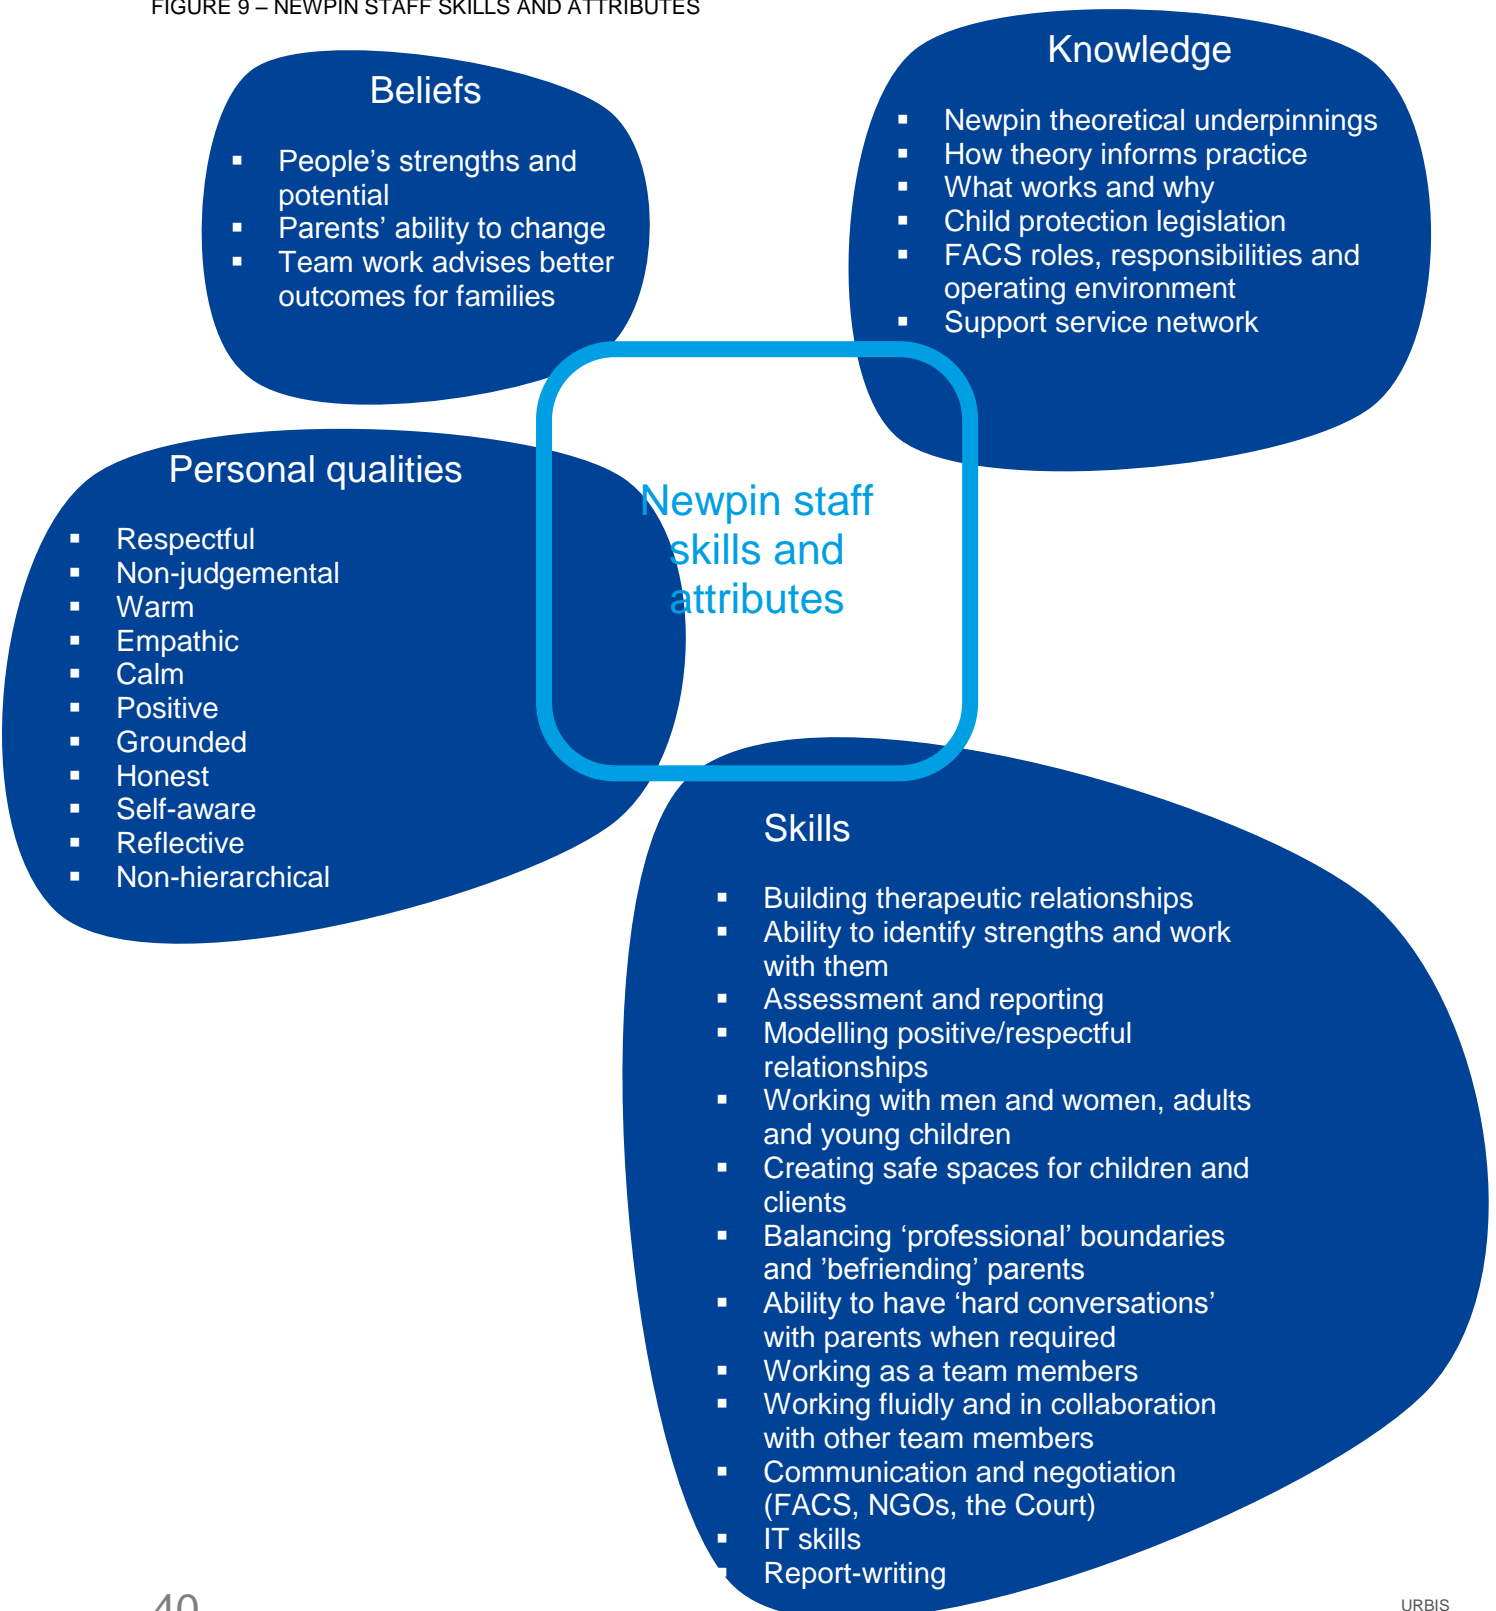 FIGURE 9 – NEWPIN STAFF SKILLS AND ATTRIBUTES
Beliefs
▪ People’s strengths and
potential
▪ Parents’ ability to change
▪ Team work advises better
outcomes for families
Knowledge
▪ Newpin theoretical underpinnings
▪ How theory informs practice
▪ What works and why
▪ Child protection legislation
▪ FACS roles, responsibilities and
operating environment
▪ Support service network
Personal qualities
▪ Respectful
▪ Non-judgemental
▪ Warm
▪ Empathic
▪ Calm
▪ Positive
▪ Grounded
▪ Honest
▪ Self-aware
▪ Reflective
▪ Non-hierarchical
Newpin staff
skills and
attributes
Skills
▪ Building therapeutic relationships
▪ Ability to identify strengths and work
with them
▪ Assessment and reporting
▪ Modelling positive/respectful
relationships
▪ Working with men and women, adults
and young children
▪ Creating safe spaces for children and
clients
▪ Balancing ‘professional’ boundaries
and ’befriending’ parents
▪ Ability to have ‘hard conversations’
with parents when required
▪ Working as a team members
▪ Working fluidly and in collaboration
with other team members
▪ Communication and negotiation
(FACS, NGOs, the Court)
▪ IT skills
▪ Report-writing
40
URBIS